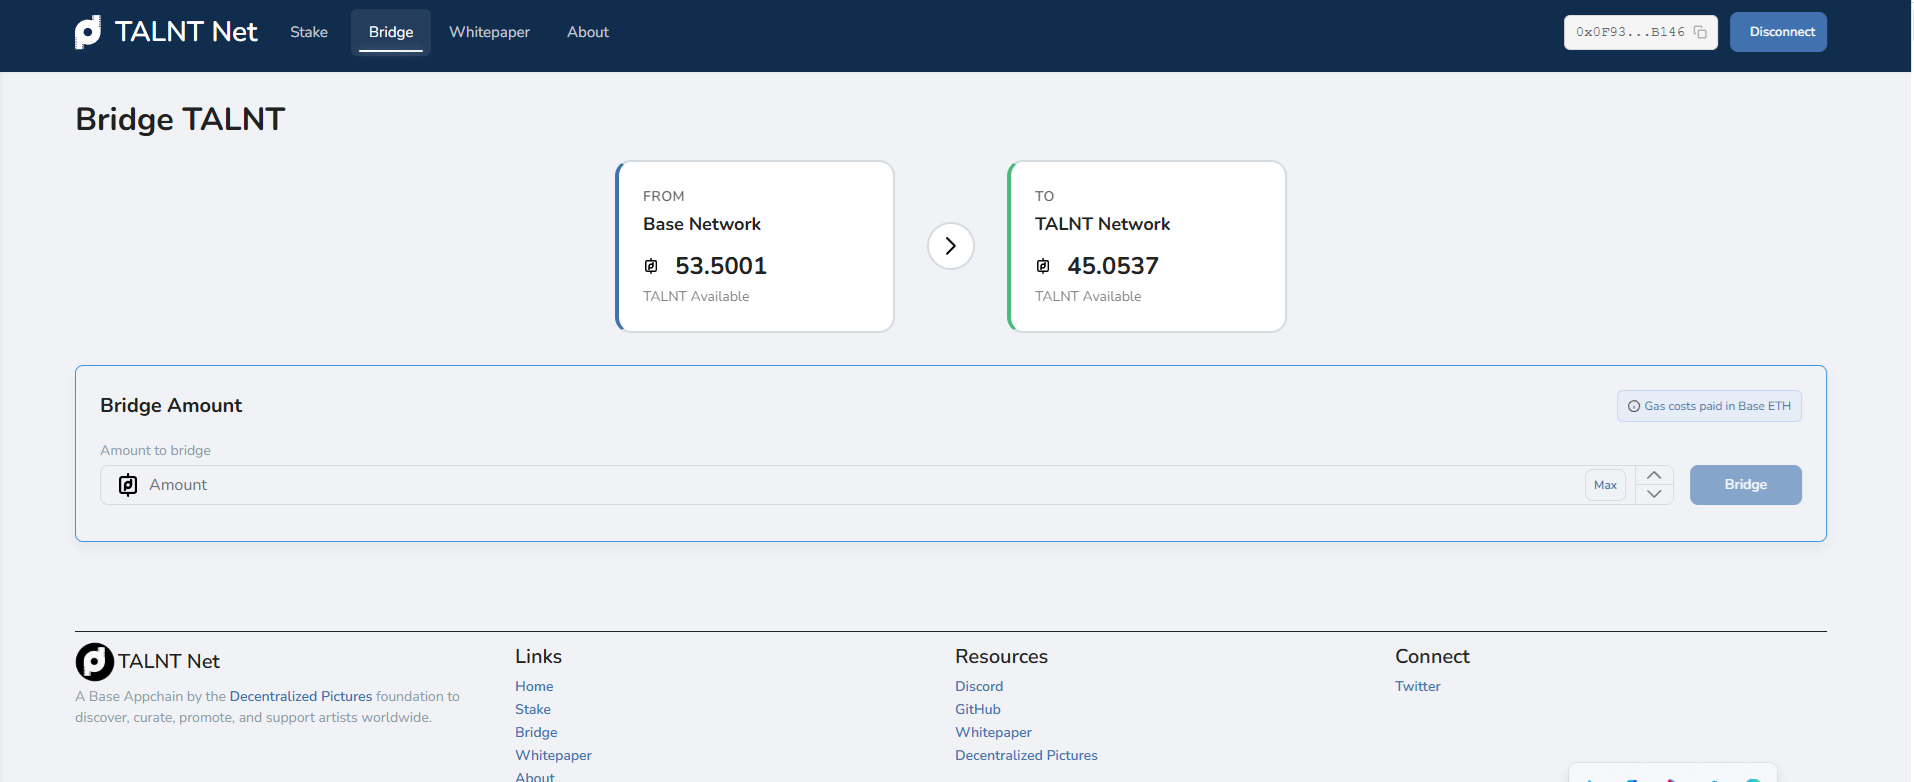 TALNT Net
Stake
Bridge
Whitepaper
About
0x0F93...B146
Disconnect
Bridge TALNT
FROM
Base Network
53.5001
TALNT Available
TO
TALNT Network
45.0537
TALNT Available
Bridge Amount
Gas costs paid in Base ETH
Amount to bridge
Amount
Max
Bridge
TALNT Net
A Base Appchain by the Decentralized Pictures foundation to
discover, curate, promote, and support artists worldwide.
Links
Home
Stake
Bridge
Whitepaper
About
Resources
Discord
GitHub
Whitepaper
Decentralized Pictures
Connect
Twitter